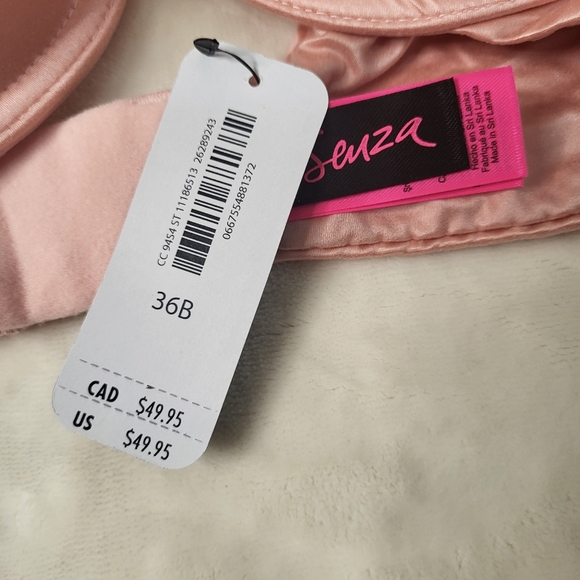 CC 9454 ST 11186513 26289243
0667554881372
36B
CAD $49.95
US $49.95
Senza
Hecho en Sri Lanka
Fabriqué au Sri Lanka
Made in Sri Lanka